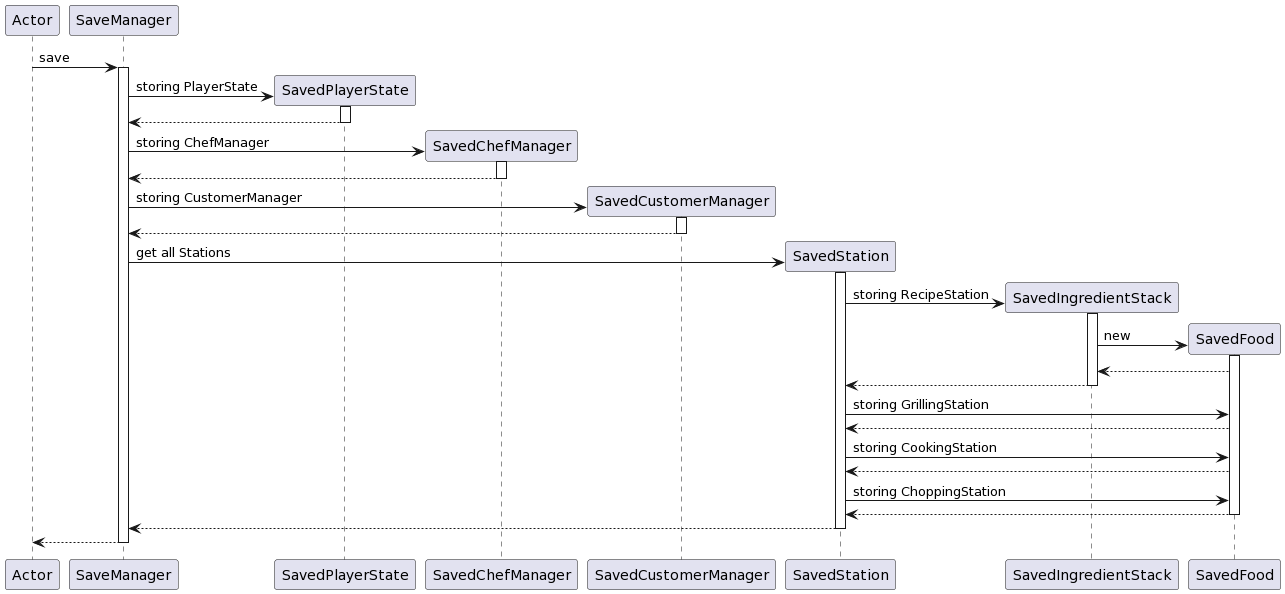 Actor
SaveManager
save
storing PlayerState
SavedPlayerState
storing ChefManager
SavedChefManager
storing CustomerManager
SavedCustomerManager
get all Stations
SavedStation
storing RecipeStation
SavedIngredientStack
new
SavedFood
storing GrillingStation
storing CookingStation
storing ChoppingStation
Actor
SaveManager
SavedPlayerState
SavedChefManager
SavedCustomerManager
SavedStation
SavedIngredientStack
SavedFood